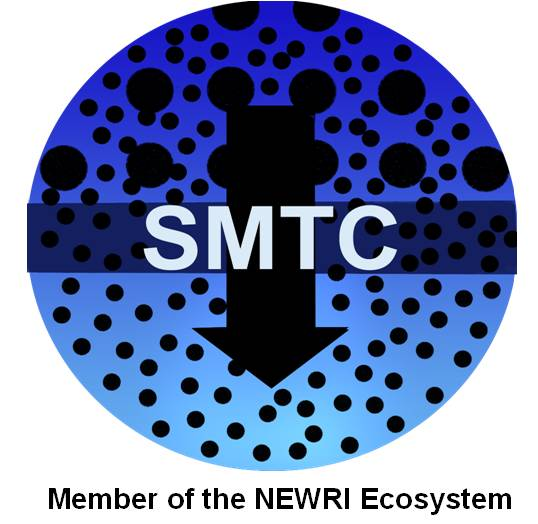 SMTC
Member of the NEWRI Ecosystem